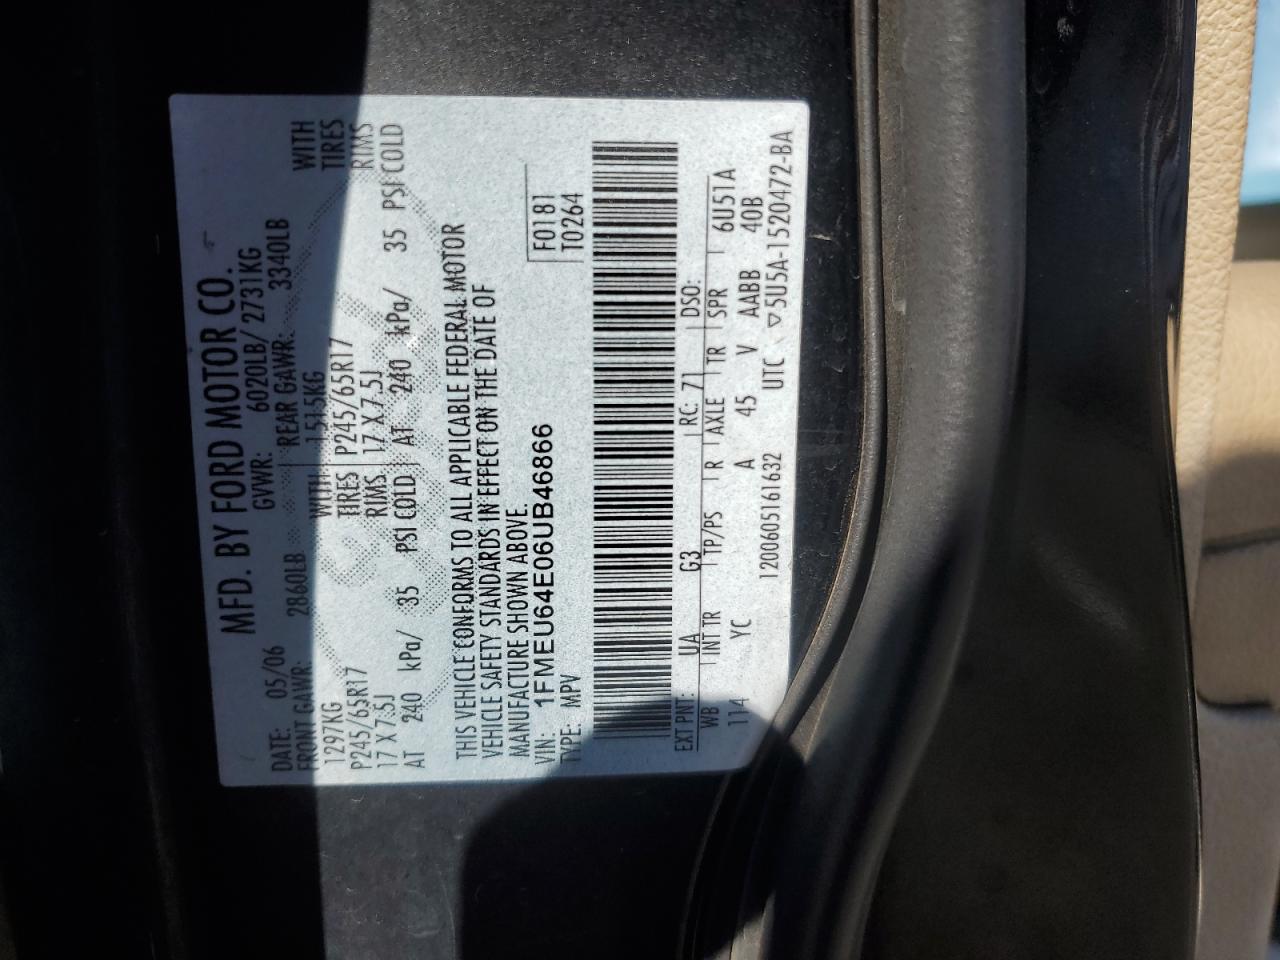 MFD. BY FORD MOTOR CO.
DATE: 05/06 GVWR: 6020LB/ 2731KG
FRONT GAWR: 2860LB REAR GAWR: 3340LB
1297KG WITH 1515KG WITH
P245/65R17 TIRES P245/65R17 TIRES
17 X 7.5J RIMS 17 X 7.5J RIMS
AT 240 kPa/ 35 PSI COLD AT 240 kPa/ 35 PSI COLD
THIS VEHICLE CONFORMS TO ALL APPLICABLE FEDERAL MOTOR
VEHICLE SAFETY STANDARDS IN EFFECT ON THE DATE OF
MANUFACTURE SHOWN ABOVE.
VIN: 1FMEU64E06UB46866 F0181
TYPE: MPV T0264
EXT PNT: UA G3 RC: 71 DSO:
WB INT TR TP/PS R AXLE TR SPR 6U51A
114 YC A 45 V AABB 40B
1200605161632 UTC ▽5U5A-1520472-BA